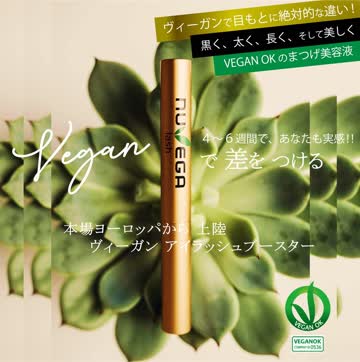 ヴィーガンで目もとに絶対的な違い!
黒く、太く、長く、そして美しく
VEGAN OK のまつげ美容液
4〜6週間で、あなたも実感!!
Vegan で 差を つける
NUVEGA
lash
本場ヨーロッパから 上陸
ヴィーガン アイラッシュブースター
VEGAN OK
VEGANOK